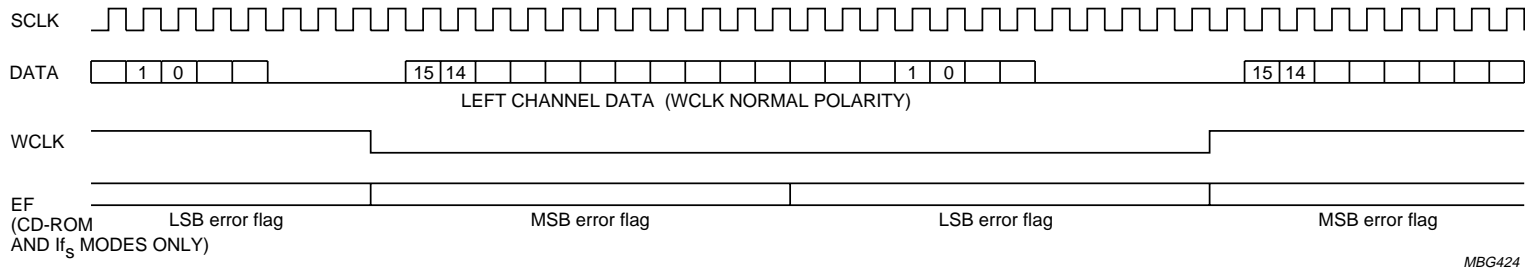 SCLK
DATA 1 0 15 14 1 0 15 14
LEFT CHANNEL DATA (WCLK NORMAL POLARITY)
WCLK
EF
(CD-ROM
AND Ifs MODES ONLY)
LSB error flag MSB error flag LSB error flag MSB error flag
MBG424